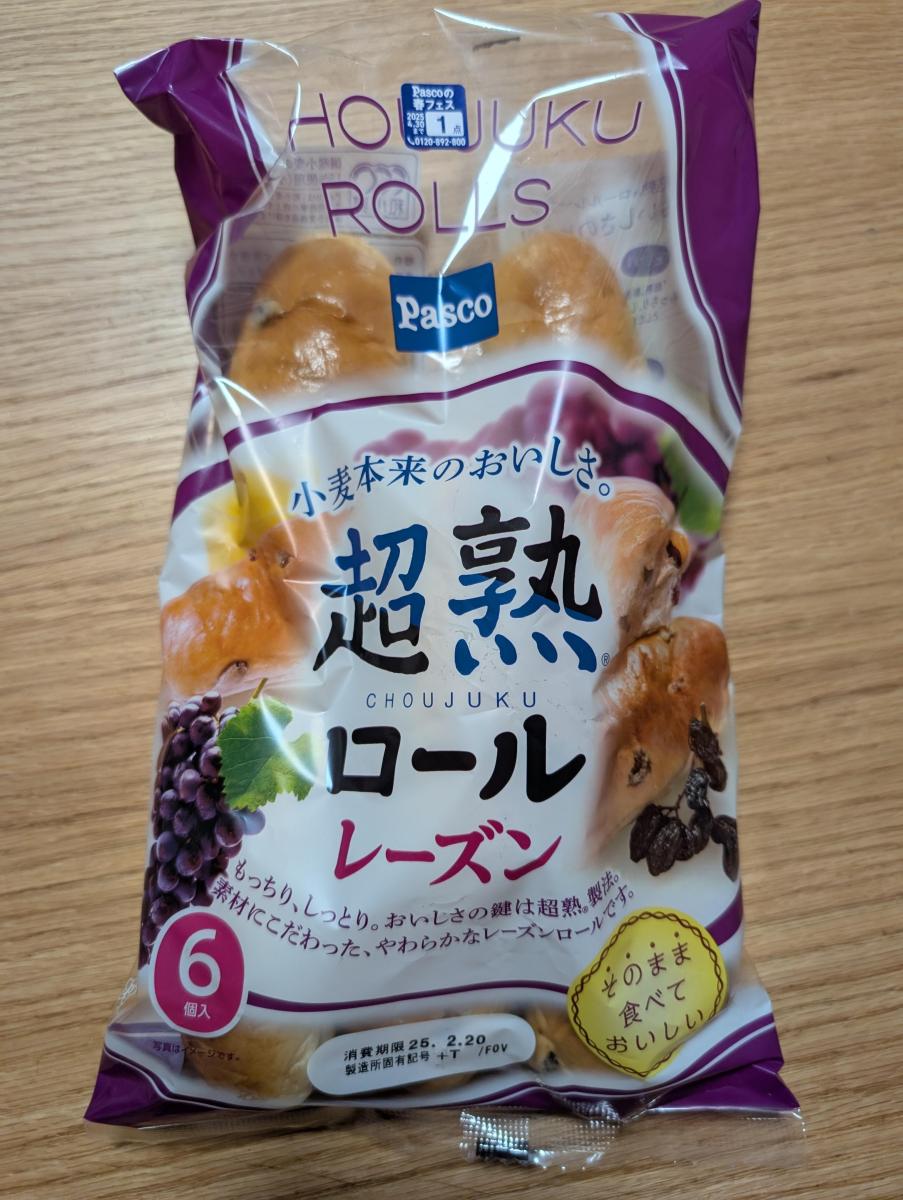 CHOUJUKU
Pascoの
春フェス
2025
4.30
まで
1点
0120-892-800
ROLLS
Pasco
小麦本来のおいしさ。
超熟®
CHOUJUKU
ロール
レーズン
もっちり、しっとり。おいしさの鍵は超熟®製法。
素材にこだわった、やわらかなレーズンロールです。
6
個入
そのまま
食べて
おいしい
写真はイメージです。
消費期限 25. 2.20
製造所固有記号 +T /FOV